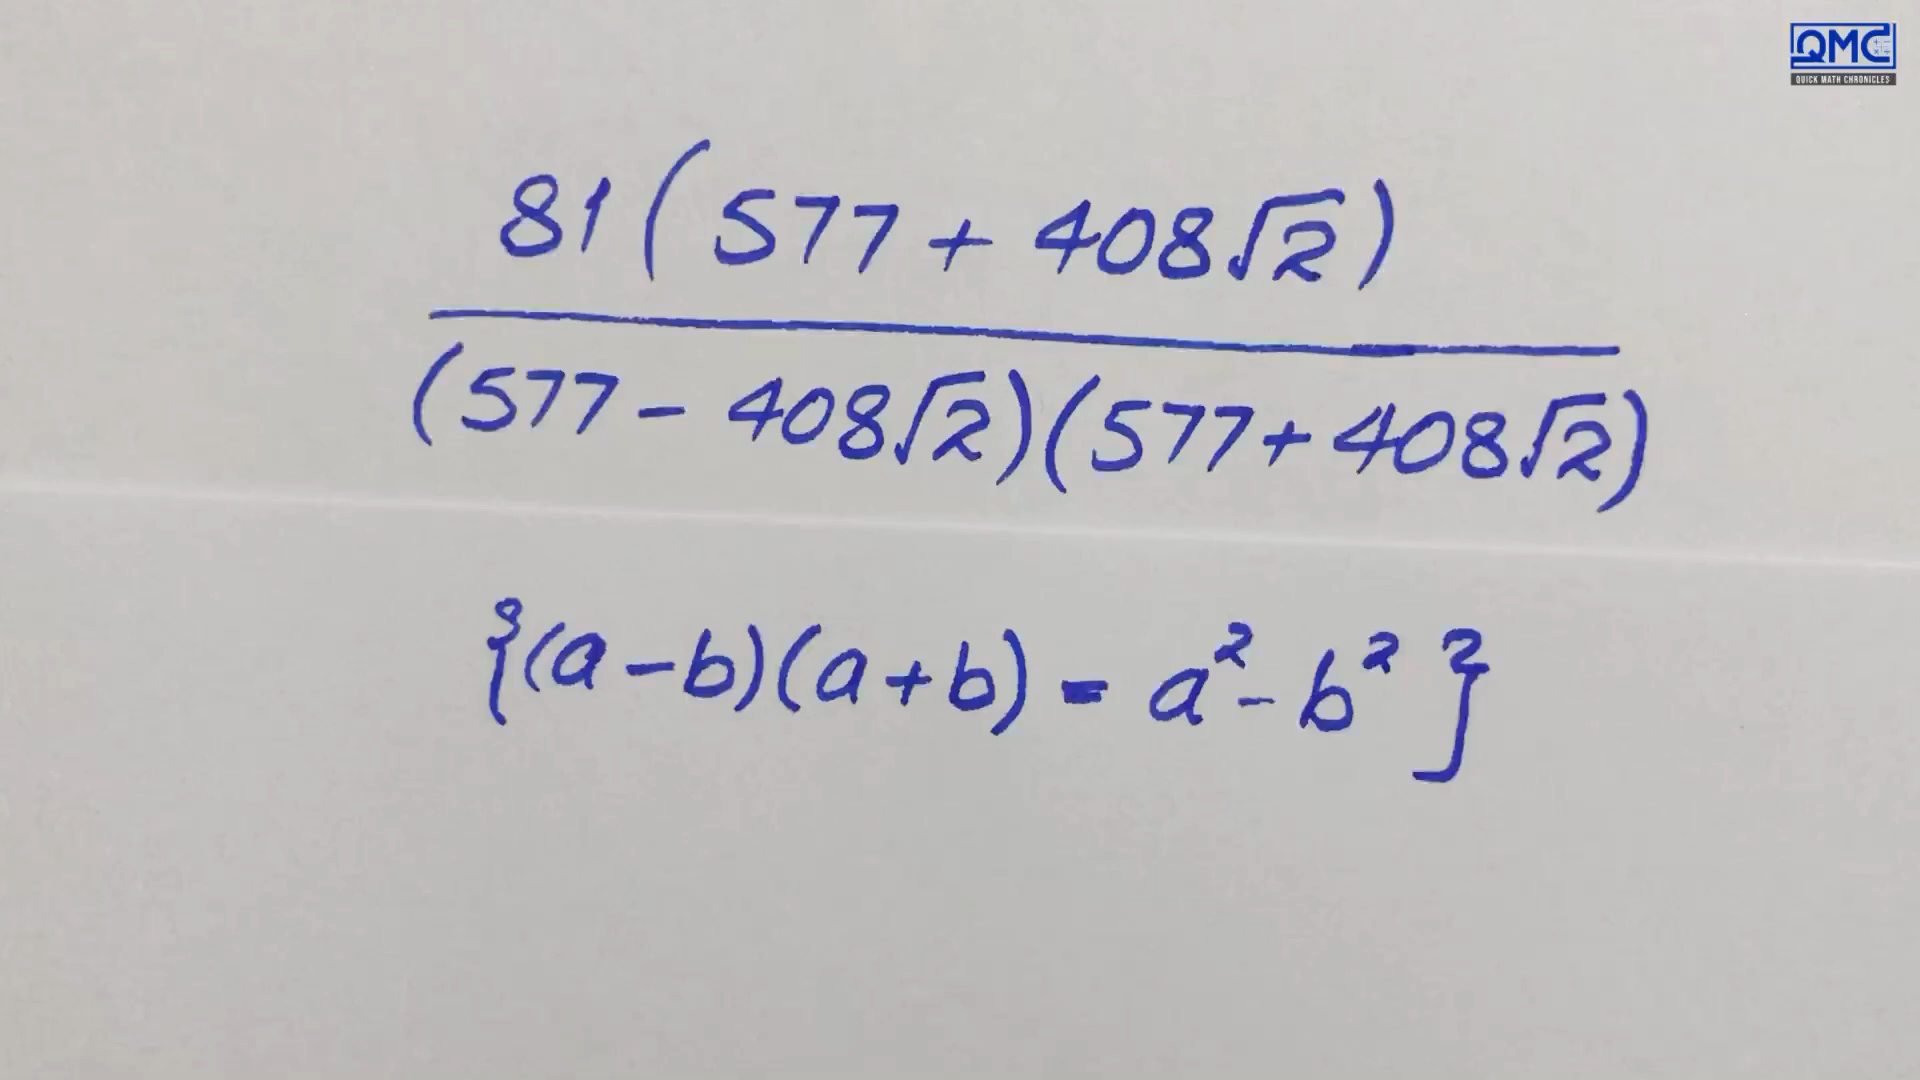 QMC
QUICK MATH CHRONICLES
81(577 + 408√2)
(577 - 408√2)(577 + 408√2)
{(a - b)(a + b) = a² - b²}